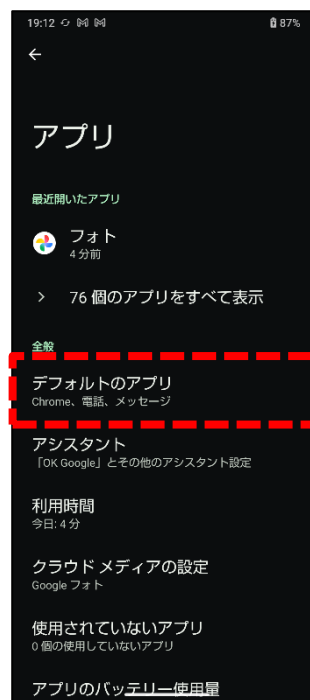 19:12 87%
アプリ
最近開いたアプリ
フォト
4 分前
76 個のアプリをすべて表示
全般
デフォルトのアプリ
Chrome、電話、メッセージ
アシスタント
「OK Google」とその他のアシスタント設定
利用時間
今日: 4 分
クラウド メディアの設定
Google フォト
使用されていないアプリ
0 個の使用していないアプリ
アプリのバッテリー使用量